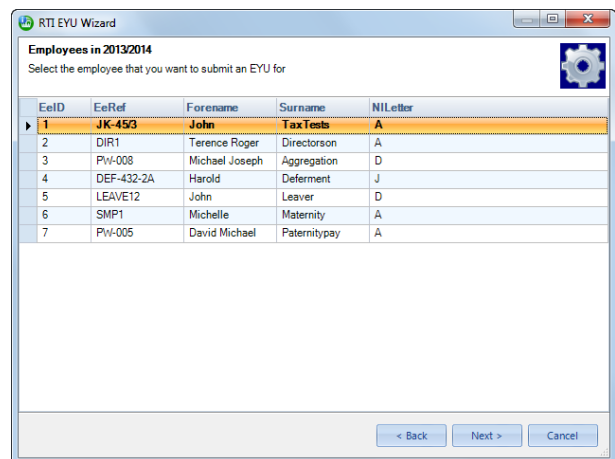 RTI EYU Wizard
Employees in 2013/2014
Select the employee that you want to submit an EYU for
EeID EeRef Forename Surname NILetter
1 JK-45/3 John TaxTests A
2 DIR1 Terence Roger Directorson A
3 PW-008 Michael Joseph Aggregation D
4 DEF-432-2A Harold Deferment J
5 LEAVE12 John Leaver D
6 SMP1 Michelle Maternity A
7 PW-005 David Michael Paternitypay A
< Back Next > Cancel